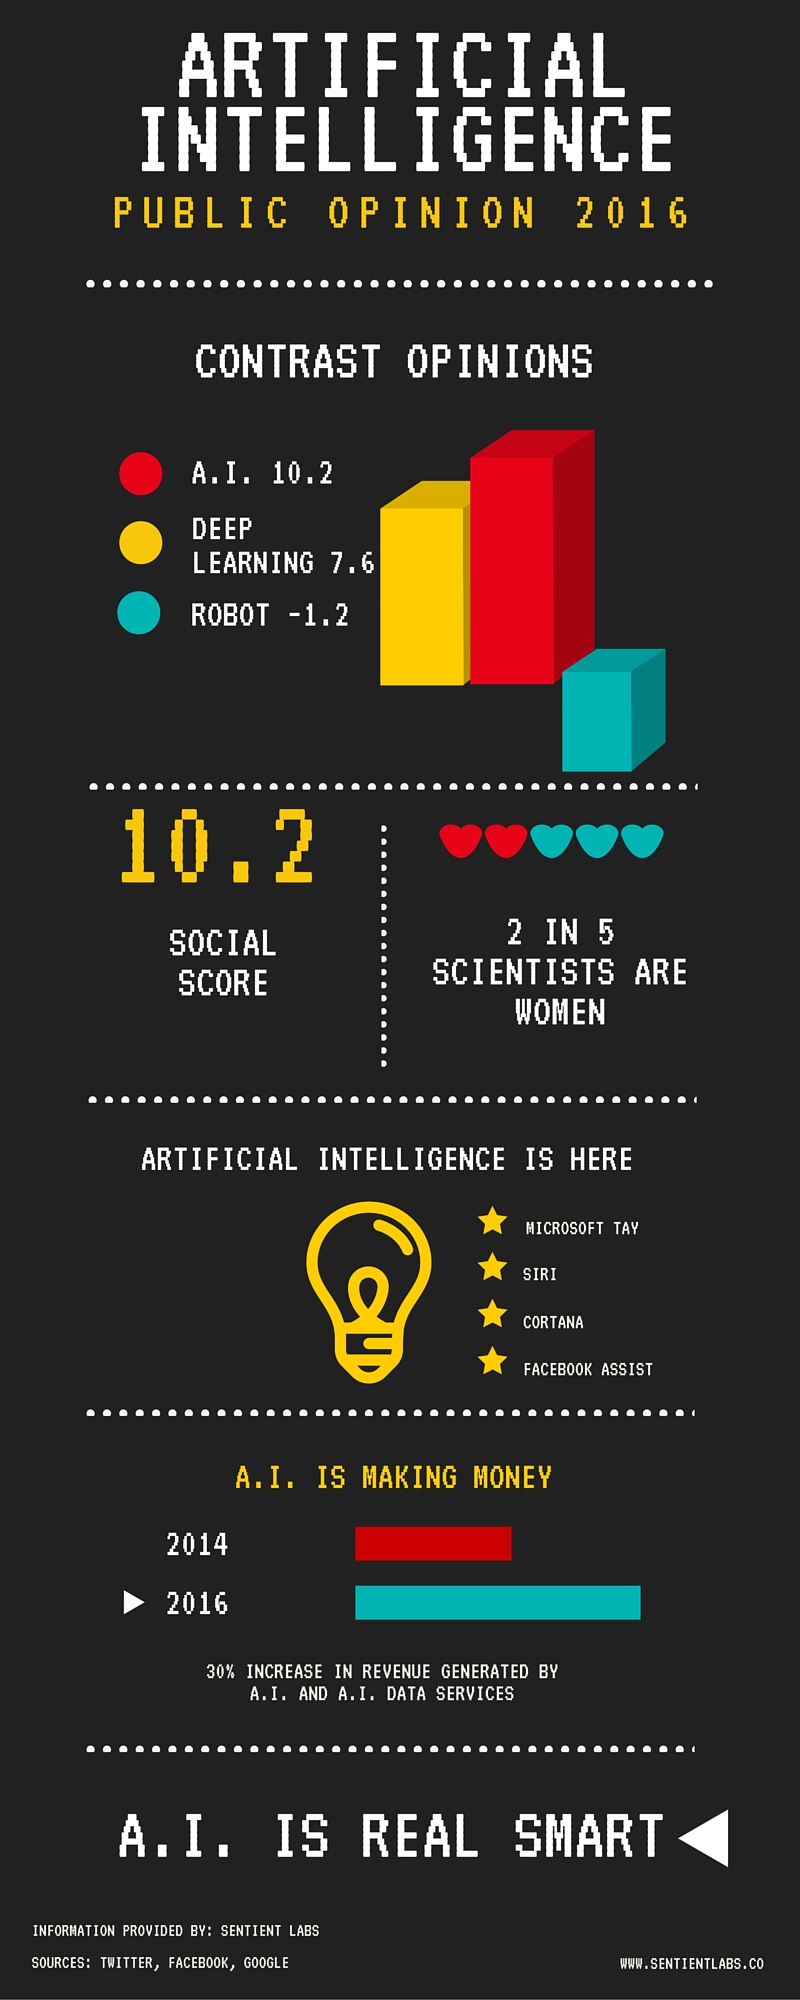 ARTIFICIAL
INTELLIGENCE
PUBLIC OPINION 2016
CONTRAST OPINIONS
A.I. 10.2
DEEP
LEARNING 7.6
ROBOT -1.2
10.2
SOCIAL
SCORE
2 IN 5
SCIENTISTS ARE
WOMEN
ARTIFICIAL INTELLIGENCE IS HERE
MICROSOFT TAY
SIRI
CORTANA
FACEBOOK ASSIST
A.I. IS MAKING MONEY
2014
2016
30% INCREASE IN REVENUE GENERATED BY
A.I. AND A.I. DATA SERVICES
A.I. IS REAL SMART
INFORMATION PROVIDED BY: SENTIENT LABS
SOURCES: TWITTER, FACEBOOK, GOOGLE
WWW.SENTIENTLABS.CO